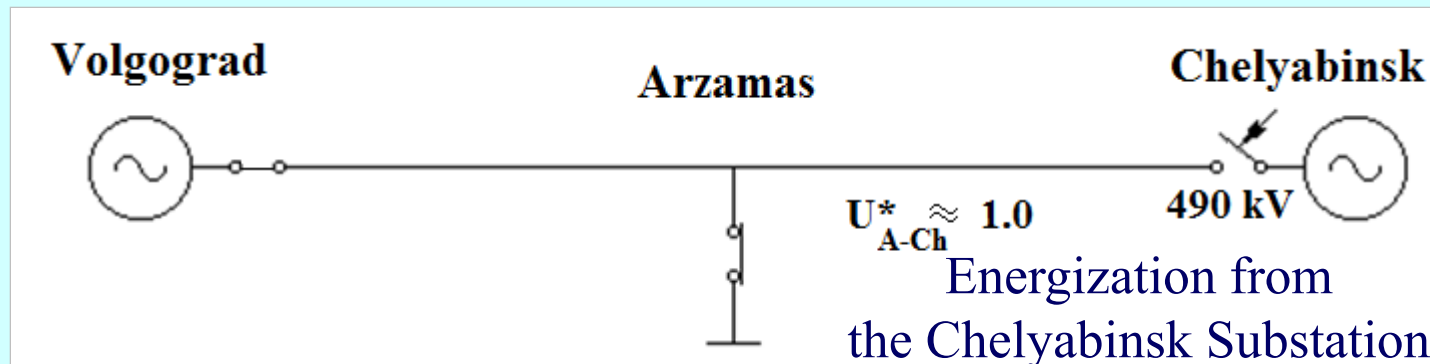 Volgograd
Arzamas
Chelyabinsk
490 kV
U* ≈ 1.0
A-Ch
Energization from
the Chelyabinsk Substation